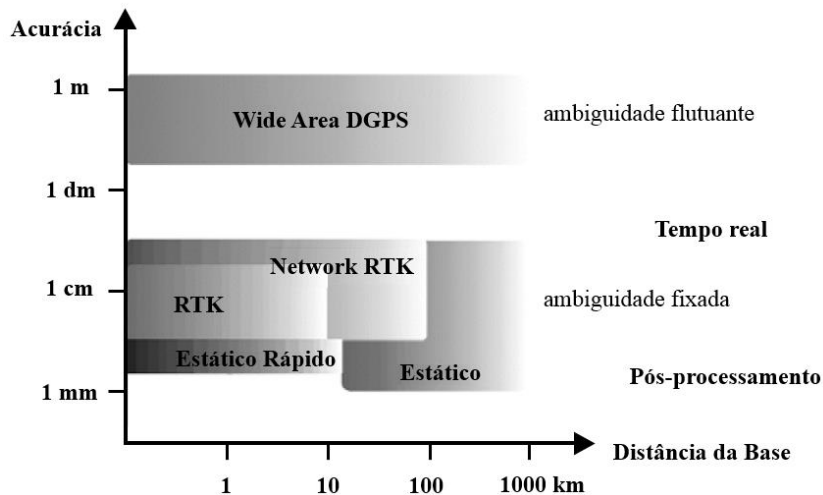 Acurácia
1 m
Wide Area DGPS
ambiguidade flutuante
1 dm
Tempo real
Network RTK
1 cm
RTK
ambiguidade fixada
Estático Rápido
Estático
Pós-processamento
1 mm
Distância da Base
1 10 100 1000 km